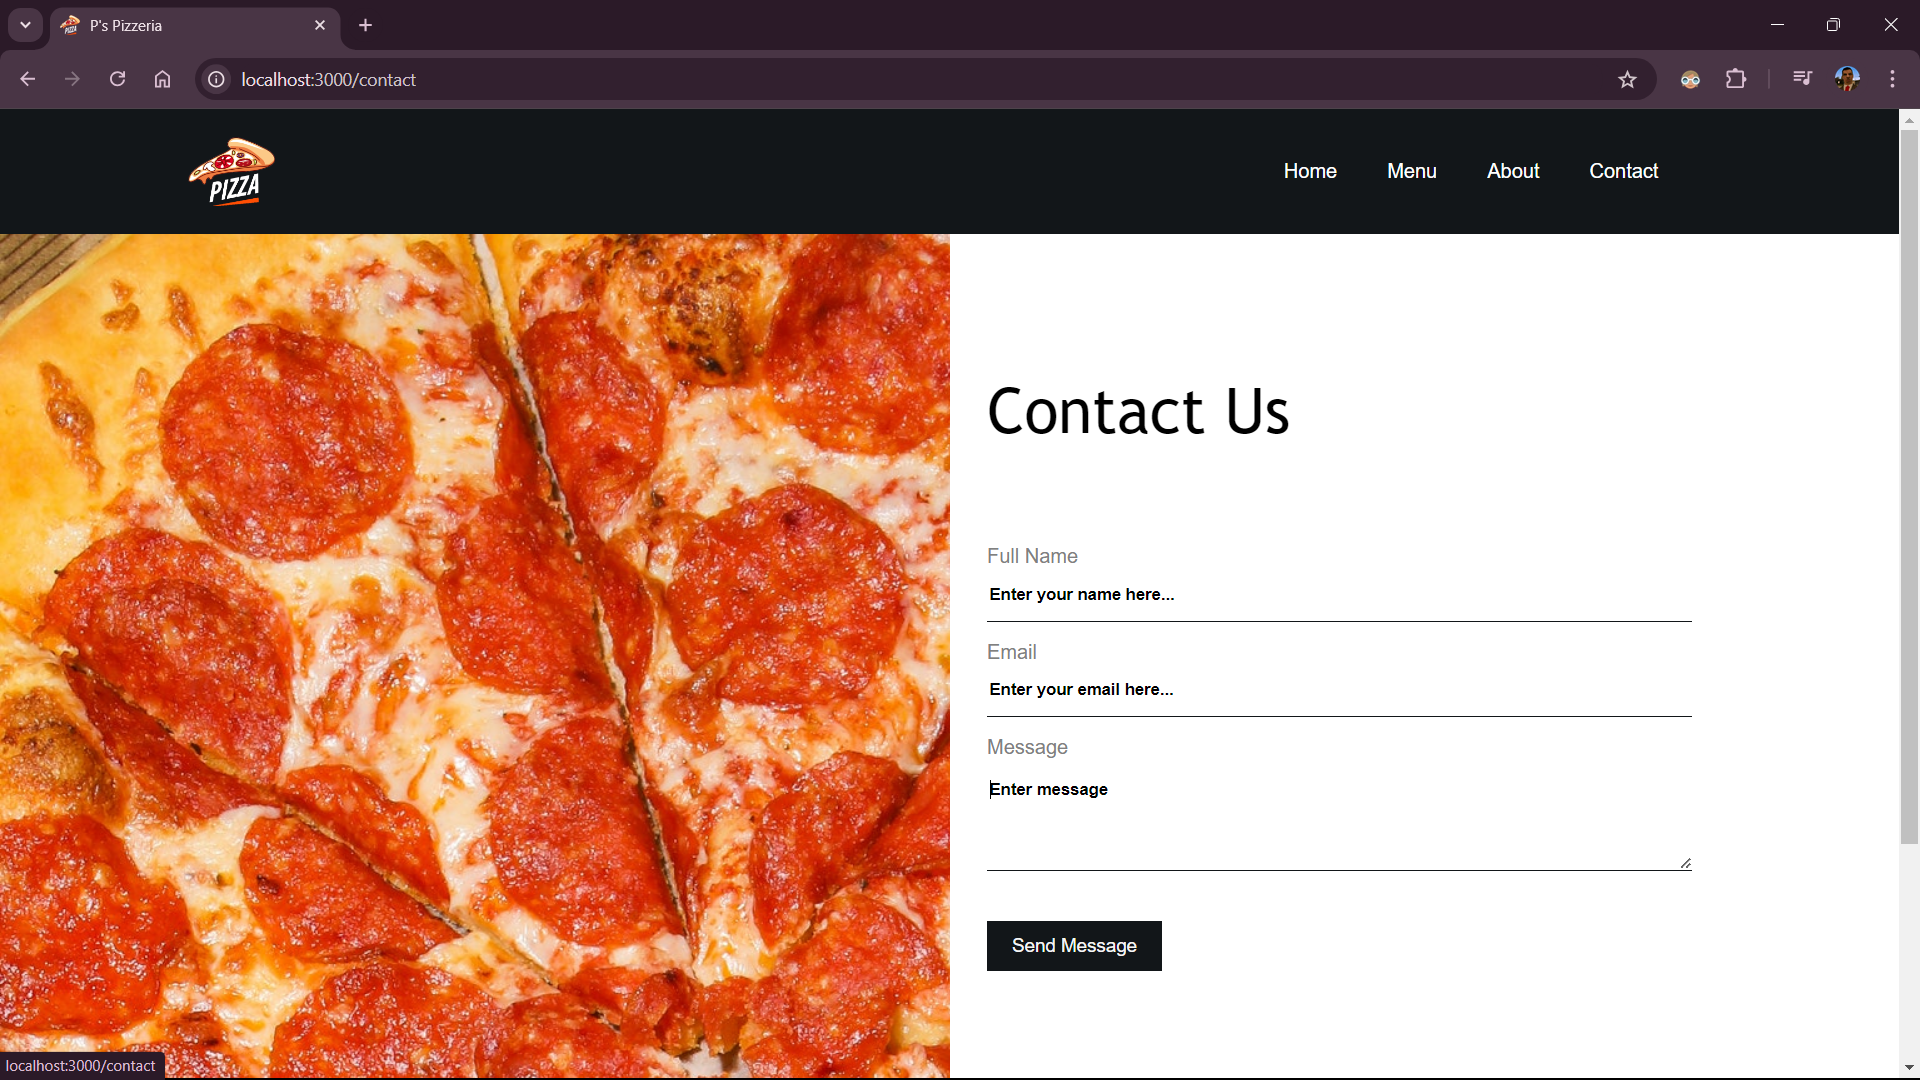 P's Pizzeria
localhost:3000/contact
PIZZA
Home Menu About Contact
Contact Us
Full Name
Enter your name here...
Email
Enter your email here...
Message
Enter message
Send Message
localhost:3000/contact